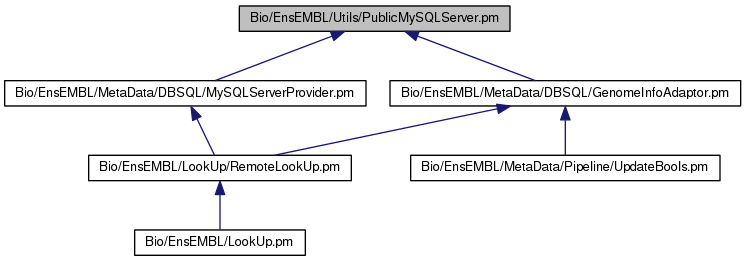 Bio/EnsEMBL/Utils/PublicMySQLServer.pm
Bio/EnsEMBL/MetaData/DBSQL/MySQLServerProvider.pm
Bio/EnsEMBL/MetaData/DBSQL/GenomeInfoAdaptor.pm
Bio/EnsEMBL/LookUp/RemoteLookUp.pm
Bio/EnsEMBL/MetaData/Pipeline/UpdateBools.pm
Bio/EnsEMBL/LookUp.pm